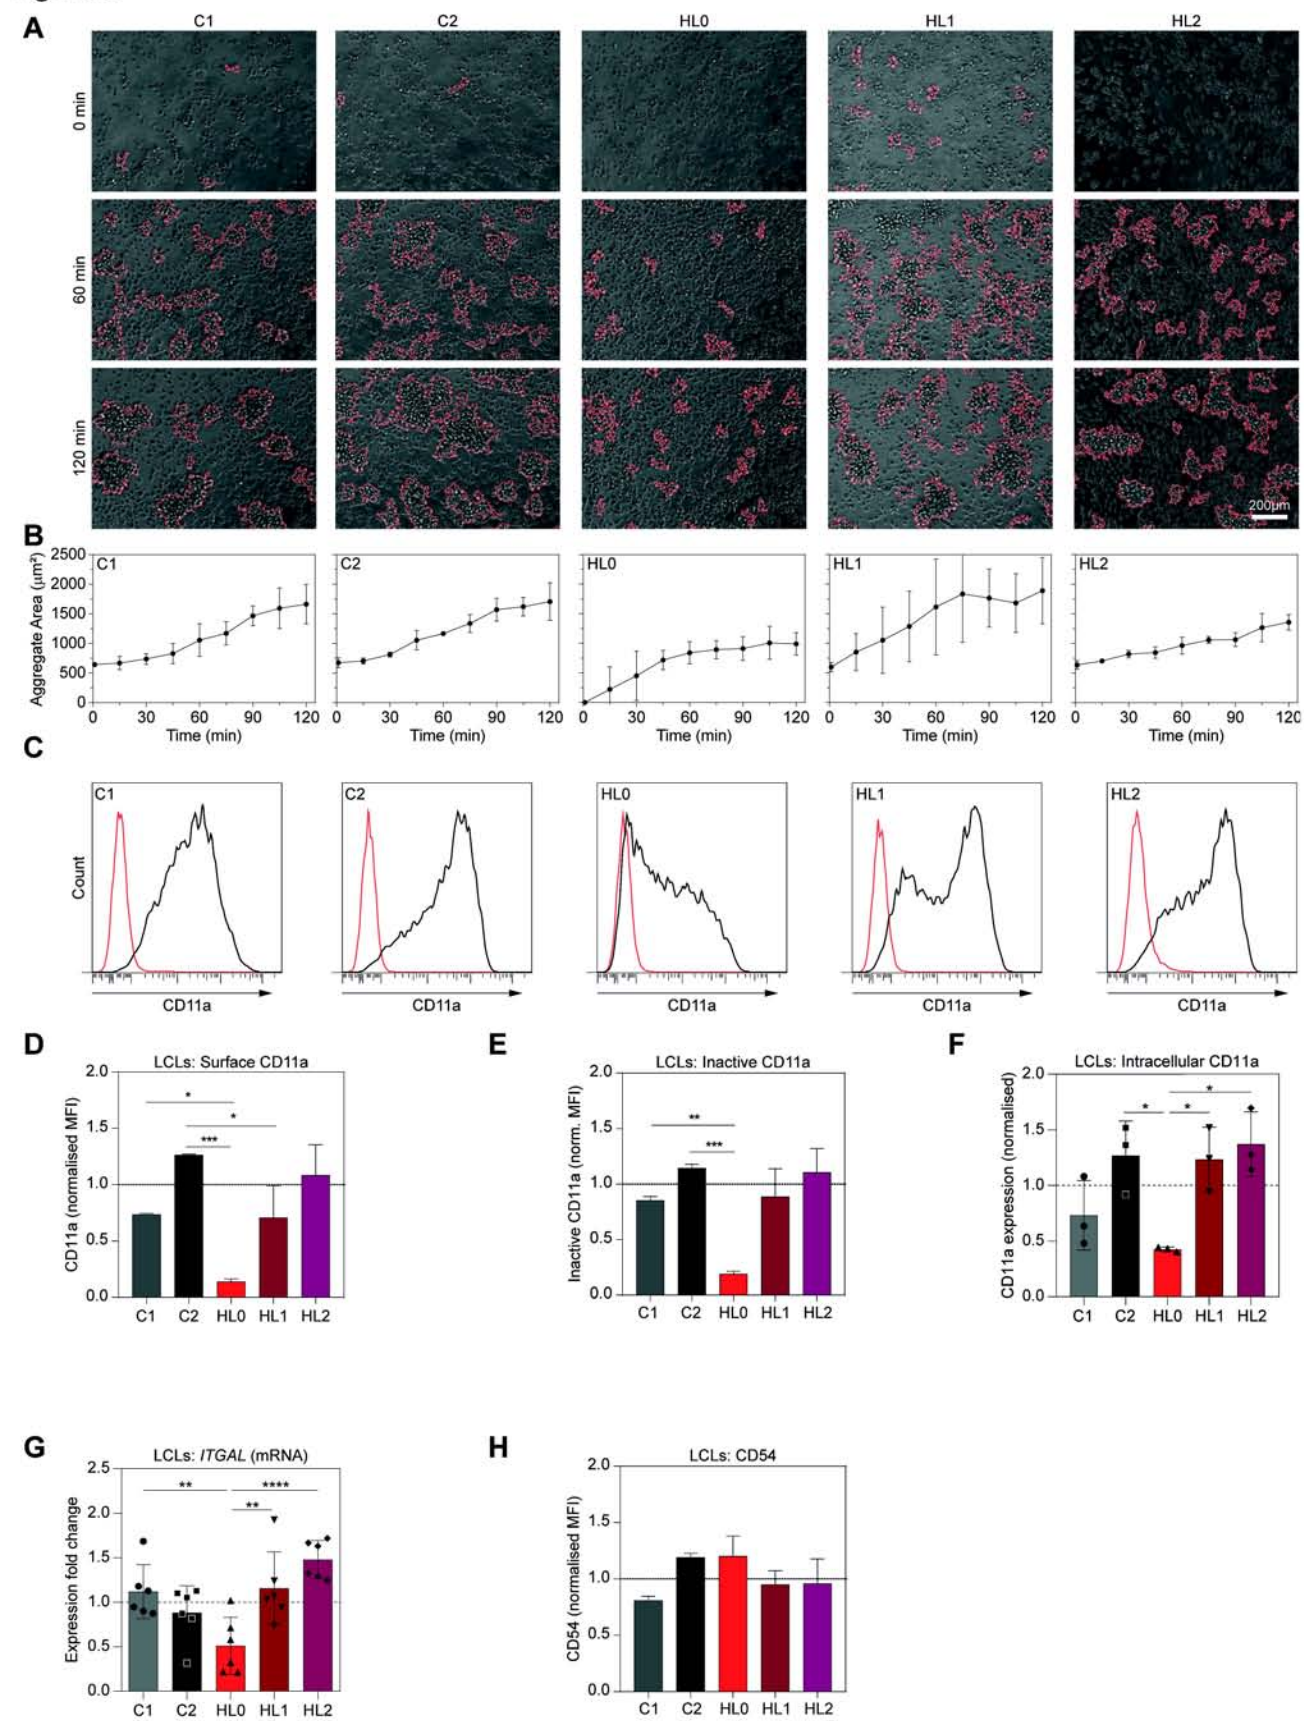 A
C1 C2 HL0 HL1 HL2
0 min
60 min
120 min
200μm
B
Aggregate Area (μm²)
2500
2000
1500
1000
500
0
C1 C2 HL0 HL1 HL2
0 30 60 90 120 0 30 60 90 120 0 30 60 90 120 0 30 60 90 120 0 30 60 90 120
Time (min) Time (min) Time (min) Time (min) Time (min)
C
C1 C2 HL0 HL1 HL2
Count
CD11a CD11a CD11a CD11a CD11a
D
LCLs: Surface CD11a
CD11a (normalised MFI)
2.0
1.5
1.0
0.5
0.0
*
*
***
C1 C2 HL0 HL1 HL2
E
LCLs: Inactive CD11a
Inactive CD11a (norm. MFI)
2.0
1.5
1.0
0.5
0.0
**
***
C1 C2 HL0 HL1 HL2
F
LCLs: Intracellular CD11a
CD11a expression (normalised)
2.0
1.5
1.0
0.5
0.0
*
* *
C1 C2 HL0 HL1 HL2
G
LCLs: ITGAL (mRNA)
Expression fold change
2.5
2.0
1.5
1.0
0.5
0.0
** ****
**
C1 C2 HL0 HL1 HL2
H
LCLs: CD54
CD54 (normalised MFI)
2.0
1.5
1.0
0.5
0.0
C1 C2 HL0 HL1 HL2